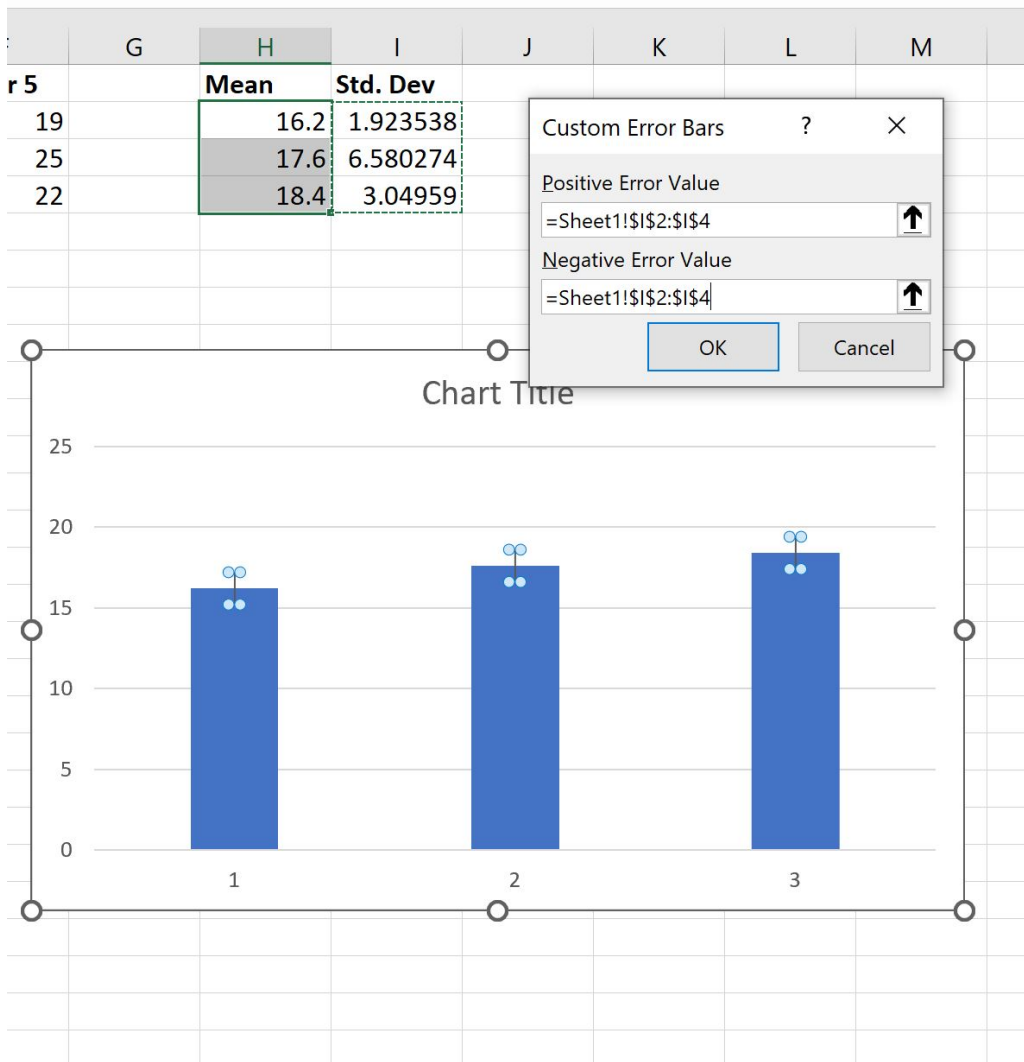 G H I J K L M
r 5 Mean Std. Dev
19 16.2 1.923538
25 17.6 6.580274
22 18.4 3.04959
Custom Error Bars ? ×
Positive Error Value
=Sheet1!$I$2:$I$4
Negative Error Value
=Sheet1!$I$2:$I$4
OK Cancel
Chart Title
25
20
15
10
5
0
1 2 3